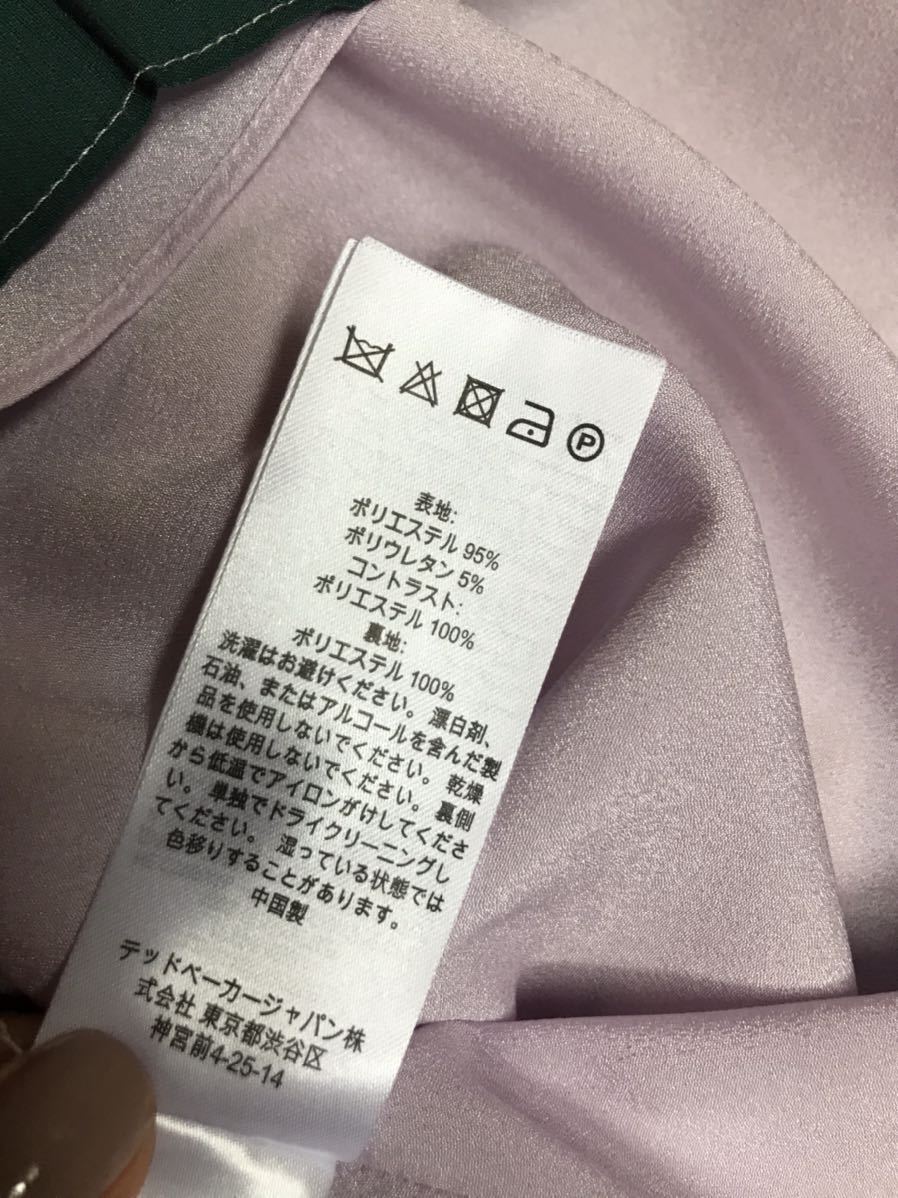 P
表地:
ポリエステル 95%
ポリウレタン 5%
コントラスト:
ポリエステル 100%
裏地:
ポリエステル 100%
洗濯はお避けください。 漂白剤、
石油、またはアルコールを含んだ製
品を使用しないでください。 乾燥
機は使用しないでください。 裏側
から低温でアイロンがけしてくださ
い。 単独でドライクリーニングし
てください。 湿っている状態では
色移りすることがあります。
中国製
テッドベーカージャパン株
式会社 東京都渋谷区
神宮前4-25-14